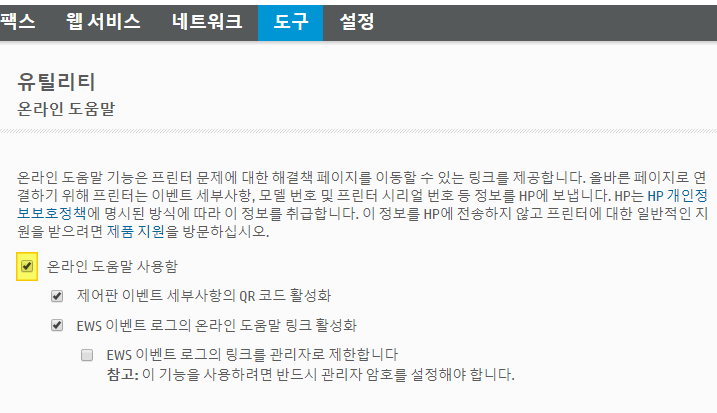 팩스 웹 서비스 네트워크 도구 설정
유틸리티
온라인 도움말
온라인 도움말 기능은 프린터 문제에 대한 해결책 페이지를 이동할 수 있는 링크를 제공합니다. 올바른 페이지로 연
결하기 위해 프린터는 이벤트 세부사항, 모델 번호 및 프린터 시리얼 번호 등 정보를 HP에 보냅니다. HP는 HP 개인정
보보호정책에 명시된 방식에 따라 이 정보를 취급합니다. 이 정보를 HP에 전송하지 않고 프린터에 대한 일반적인 지
원을 받으려면 제품 지원을 방문하십시오.
온라인 도움말 사용함
제어판 이벤트 세부사항의 QR 코드 활성화
EWS 이벤트 로그의 온라인 도움말 링크 활성화
EWS 이벤트 로그의 링크를 관리자로 제한합니다
참고: 이 기능을 사용하려면 반드시 관리자 암호를 설정해야 합니다.